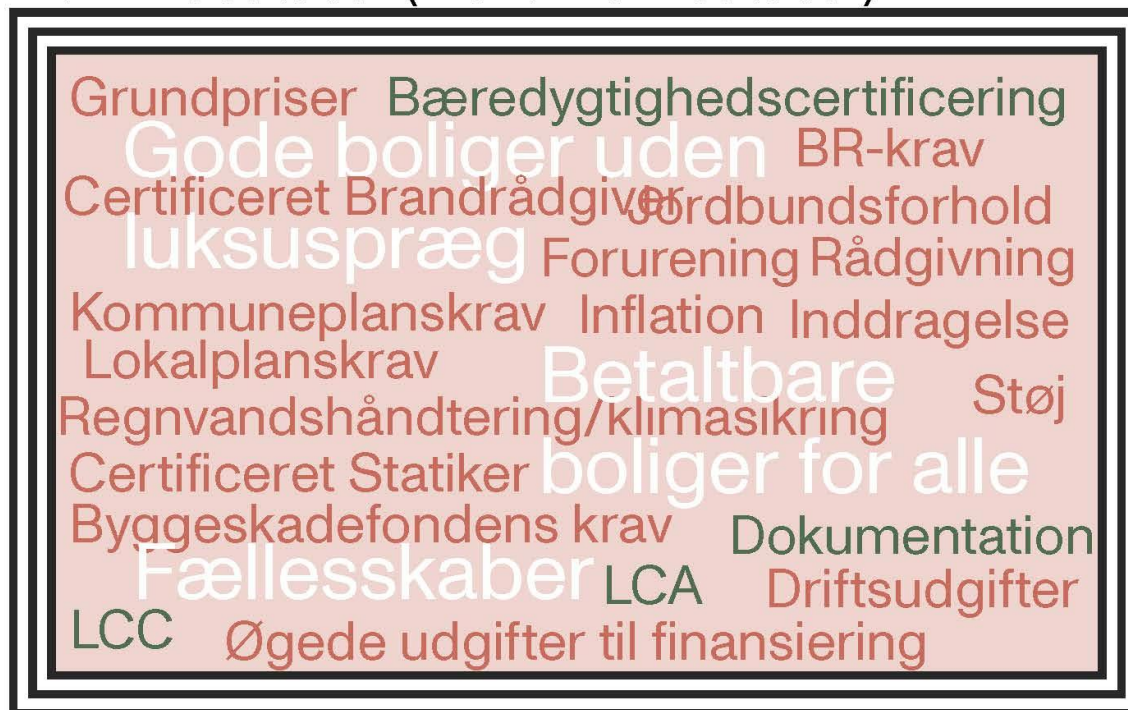 Grundpriser Bæredygtighedscertificering
Gode boliger uden BR-krav
Certificeret Brandrådgiver Jordbundsforhold
luksuspræg Forurening Rådgivning
Kommuneplanskrav Inflation Inddragelse
Lokalplanskrav Betaltbare Støj
Regnvandshåndtering/klimasikring
Certificeret Statiker boliger for alle
Byggeskadefondens krav Dokumentation
Fællesskaber LCA Driftsudgifter
LCC Øgede udgifter til finansiering